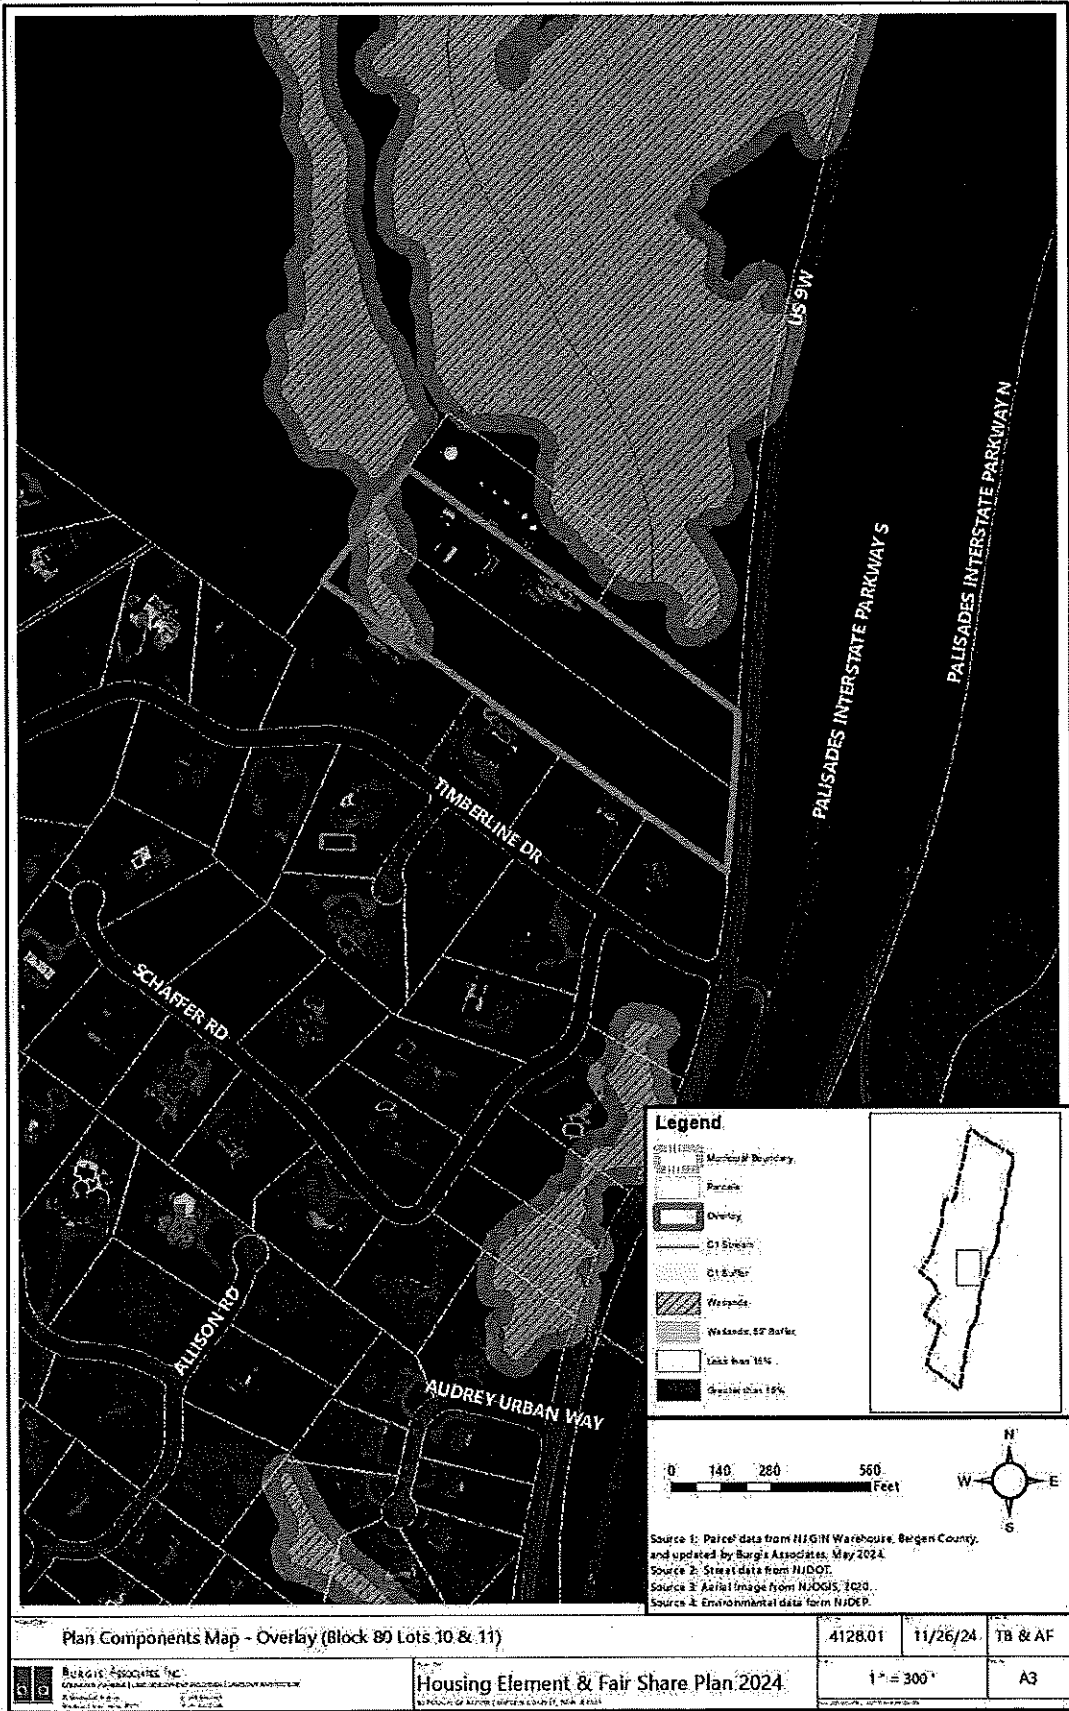 US 9W
PALISADES INTERSTATE PARKWAY N
PALISADES INTERSTATE PARKWAY S
TIMBERLINE DR
SCHAFFER RD
ALLISON RD
AUDREY URBAN WAY
Legend
Municipal Boundary
Parcels
Overlay
C1 Stream
C1 Buffer
Wetlands
Wetlands 50' Buffer
Less than 15%
Greater than 15%
0 140 280 560
Feet
N
W E
S
Source 1: Parcel data from NJGIN Warehouse, Bergen County,
and updated by Burgis Associates, May 2024.
Source 2: Street data from NJDOT.
Source 3: Aerial image from NJOGIS, 2020.
Source 4: Environmental data form NJDEP.
Plan Components Map - Overlay (Block 80 Lots 10 & 11)
4128.01
11/26/24
TB & AF
BURGIS ASSOCIATES, INC.
Housing Element & Fair Share Plan 2024
1" = 300'
A3